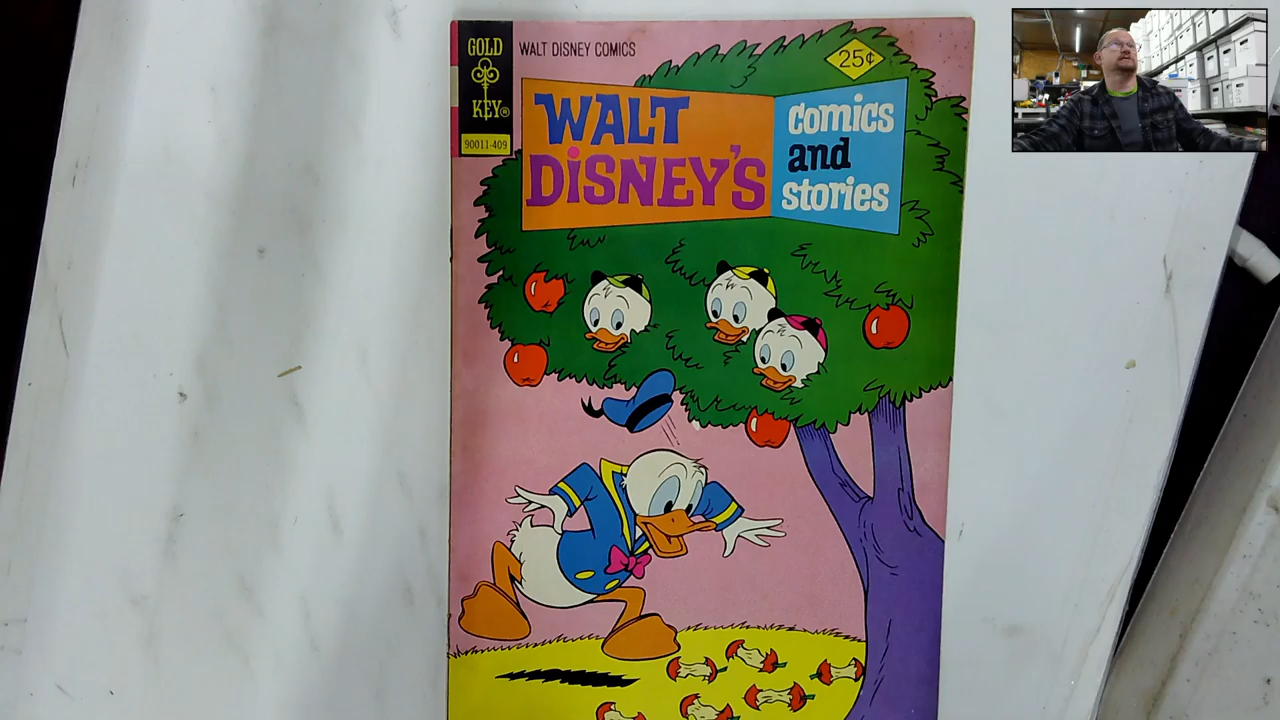 GOLD
KEY®
90011-409
WALT DISNEY COMICS
25¢
WALT
DISNEY'S
comics
and
stories